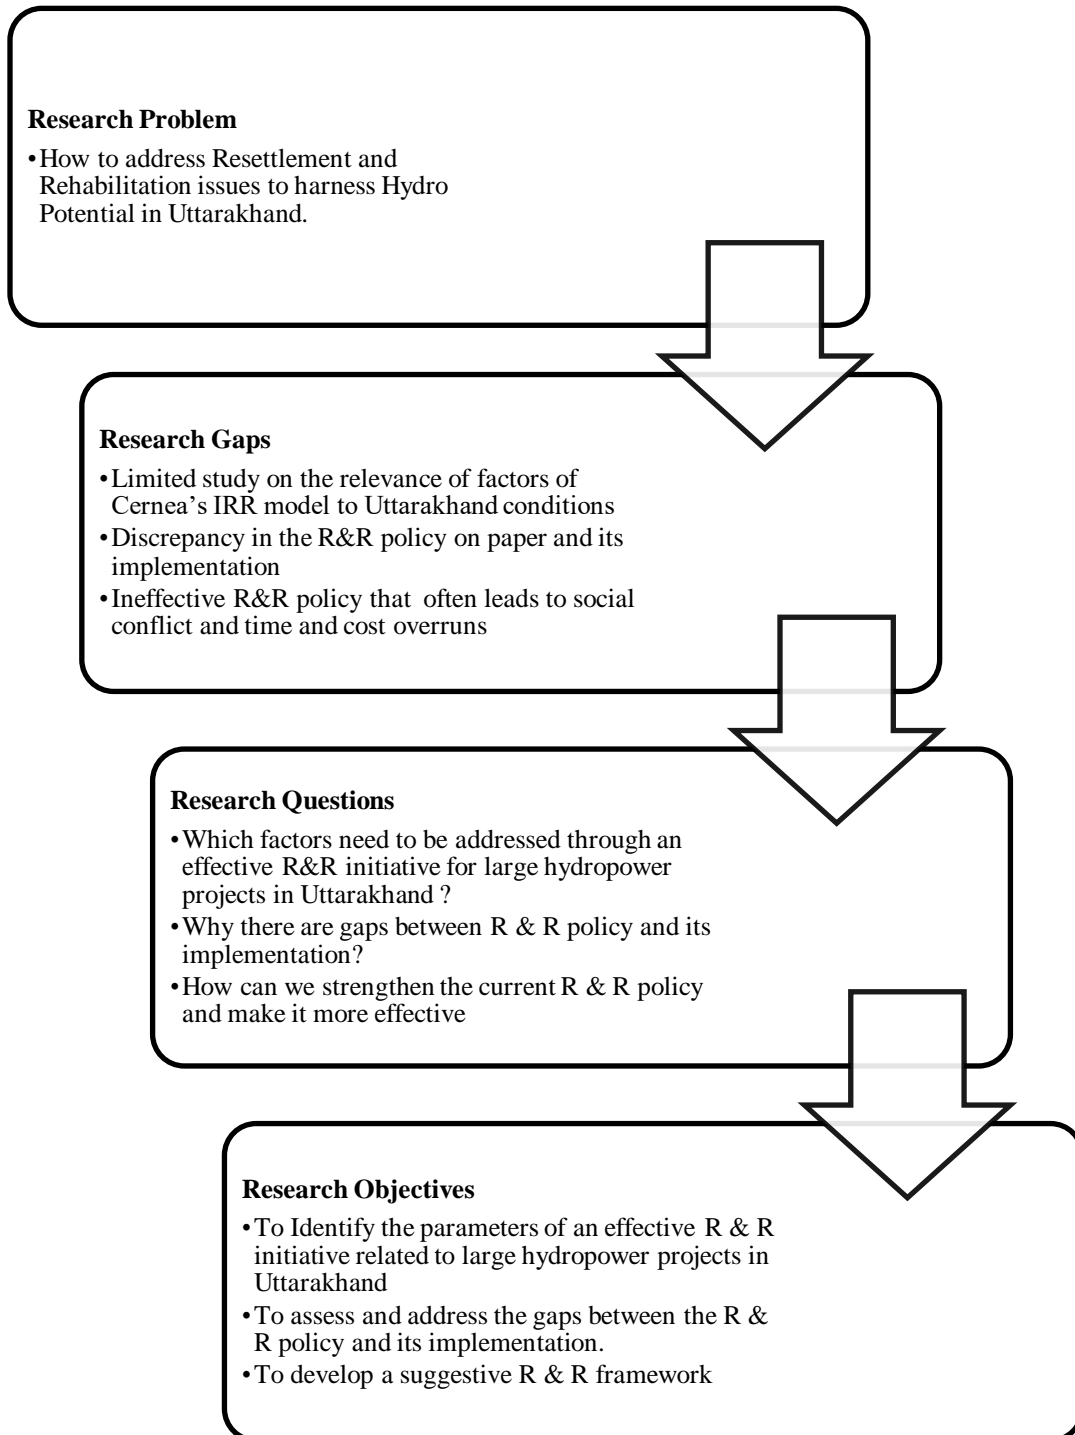 Research Problem
•How to address Resettlement and
Rehabilitation issues to harness Hydro
Potential in Uttarakhand.
Research Gaps
•Limited study on the relevance of factors of
Cernea’s IRR model to Uttarakhand conditions
•Discrepancy in the R&R policy on paper and its
implementation
•Ineffective R&R policy that often leads to social
conflict and time and cost overruns
Research Questions
•Which factors need to be addressed through an
effective R&R initiative for large hydropower
projects in Uttarakhand ?
•Why there are gaps between R & R policy and its
implementation?
•How can we strengthen the current R & R policy
and make it more effective
Research Objectives
•To Identify the parameters of an effective R & R
initiative related to large hydropower projects in
Uttarakhand
•To assess and address the gaps between the R &
R policy and its implementation.
•To develop a suggestive R & R framework